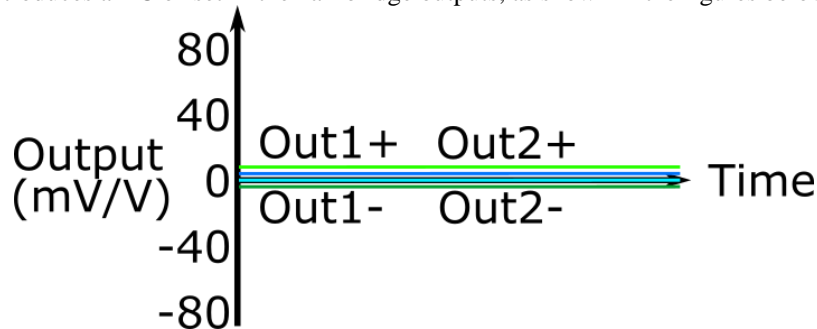 80
40
Out1+ Out2+
Output
(mV/V)
0
Time
Out1- Out2-
-40
-80